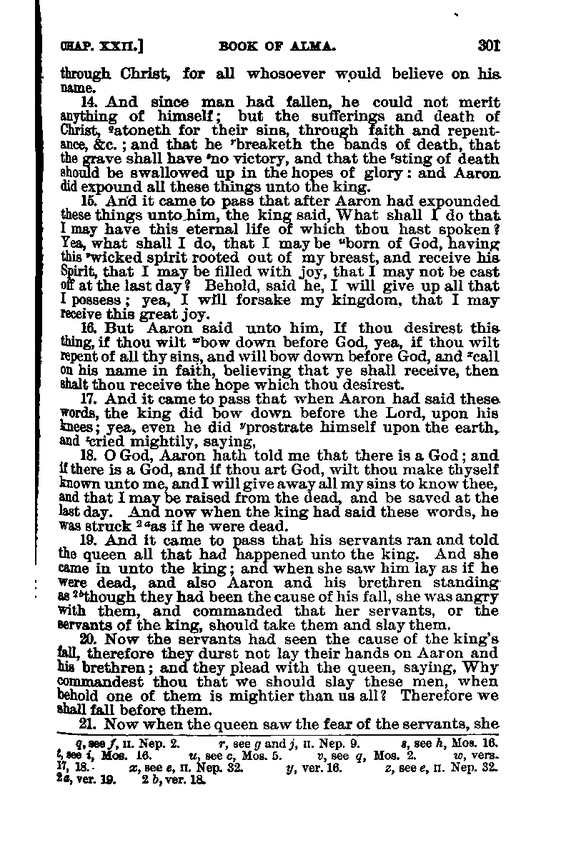 CHAP. XXII.] BOOK OF ALMA. 301
through Christ, for all whosoever would believe on his
name.
14. And since man had fallen, he could not merit
anything of himself; but the sufferings and death of
Christ, qatoneth for their sins, through faith and repent-
ance, &c.; and that he rbreaketh the bands of death, that
the grave shall have sno victory, and that the tsting of death
should be swallowed up in the hopes of glory: and Aaron
did expound all these things unto the king.
15. And it came to pass that after Aaron had expounded
these things unto him, the king said, What shall I do that
I may have this eternal life of which thou hast spoken?
Yea, what shall I do, that I may be uborn of God, having
this vwicked spirit rooted out of my breast, and receive his
Spirit, that I may be filled with joy, that I may not be cast
off at the last day? Behold, said he, I will give up all that
I possess; yea, I will forsake my kingdom, that I may
receive this great joy.
16. But Aaron said unto him, If thou desirest this
thing, if thou wilt wbow down before God, yea, if thou wilt
repent of all thy sins, and will bow down before God, and xcall
on his name in faith, believing that ye shall receive, then
shalt thou receive the hope which thou desirest.
17. And it came to pass that when Aaron had said these
words, the king did bow down before the Lord, upon his
knees; yea, even he did yprostrate himself upon the earth,
and zcried mightily, saying,
18. O God, Aaron hath told me that there is a God; and
if there is a God, and if thou art God, wilt thou make thyself
known unto me, and I will give away all my sins to know thee,
and that I may be raised from the dead, and be saved at the
last day. And now when the king had said these words, he
was struck 2aas if he were dead.
19. And it came to pass that his servants ran and told
the queen all that had happened unto the king. And she
came in unto the king; and when she saw him lay as if he
were dead, and also Aaron and his brethren standing
as 2bthough they had been the cause of his fall, she was angry
with them, and commanded that her servants, or the
servants of the king, should take them and slay them.
20. Now the servants had seen the cause of the king's
fall, therefore they durst not lay their hands on Aaron and
his brethren; and they plead with the queen, saying, Why
commandest thou that we should slay these men, when
behold one of them is mightier than us all? Therefore we
shall fall before them.
21. Now when the queen saw the fear of the servants, she
q, see f, II. Nep. 2. r, see g and j, II. Nep. 9. s, see h, Mos. 16.
t, see i, Mos. 16. u, see c, Mos. 5. v, see q, Mos. 2. w, vers.
17, 18. x, see e, II. Nep. 32. y, ver. 16. z, see e, II. Nep. 32.
2a, ver. 19. 2 b, ver. 18.